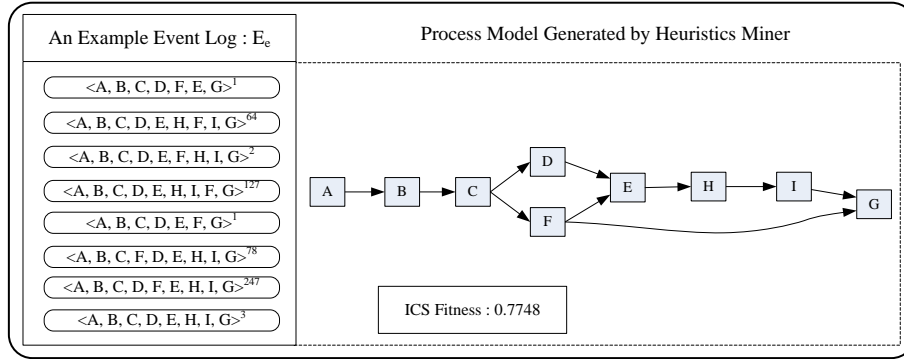 An Example Event Log : Ee
Process Model Generated by Heuristics Miner
<A, B, C, D, F, E, G>1
<A, B, C, D, E, H, F, I, G>64
<A, B, C, D, E, F, H, I, G>2
<A, B, C, D, E, H, I, F, G>127
<A, B, C, D, E, F, G>1
<A, B, C, F, D, E, H, I, G>78
<A, B, C, D, F, E, H, I, G>247
<A, B, C, D, E, H, I, G>3
A
B
C
D
F
E
H
I
G
ICS Fitness : 0.7748